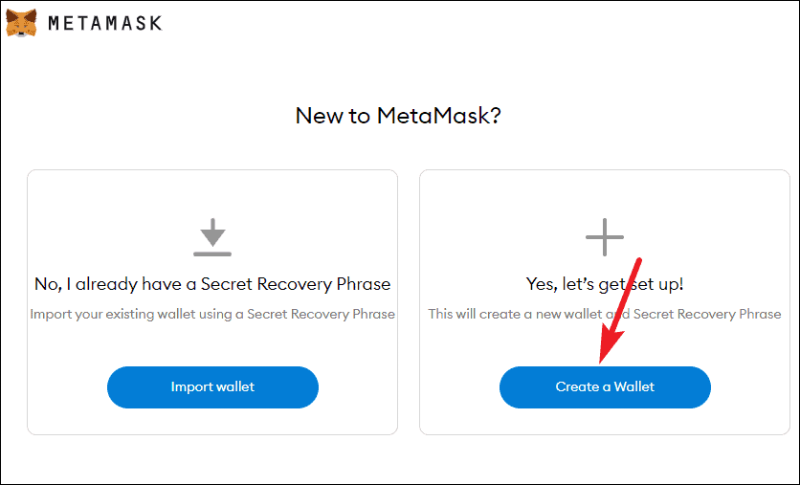 METAMASK
New to MetaMask?
No, I already have a Secret Recovery Phrase
Import your existing wallet using a Secret Recovery Phrase
Import wallet
Yes, let's get set up!
This will create a new wallet and Secret Recovery Phrase
Create a Wallet